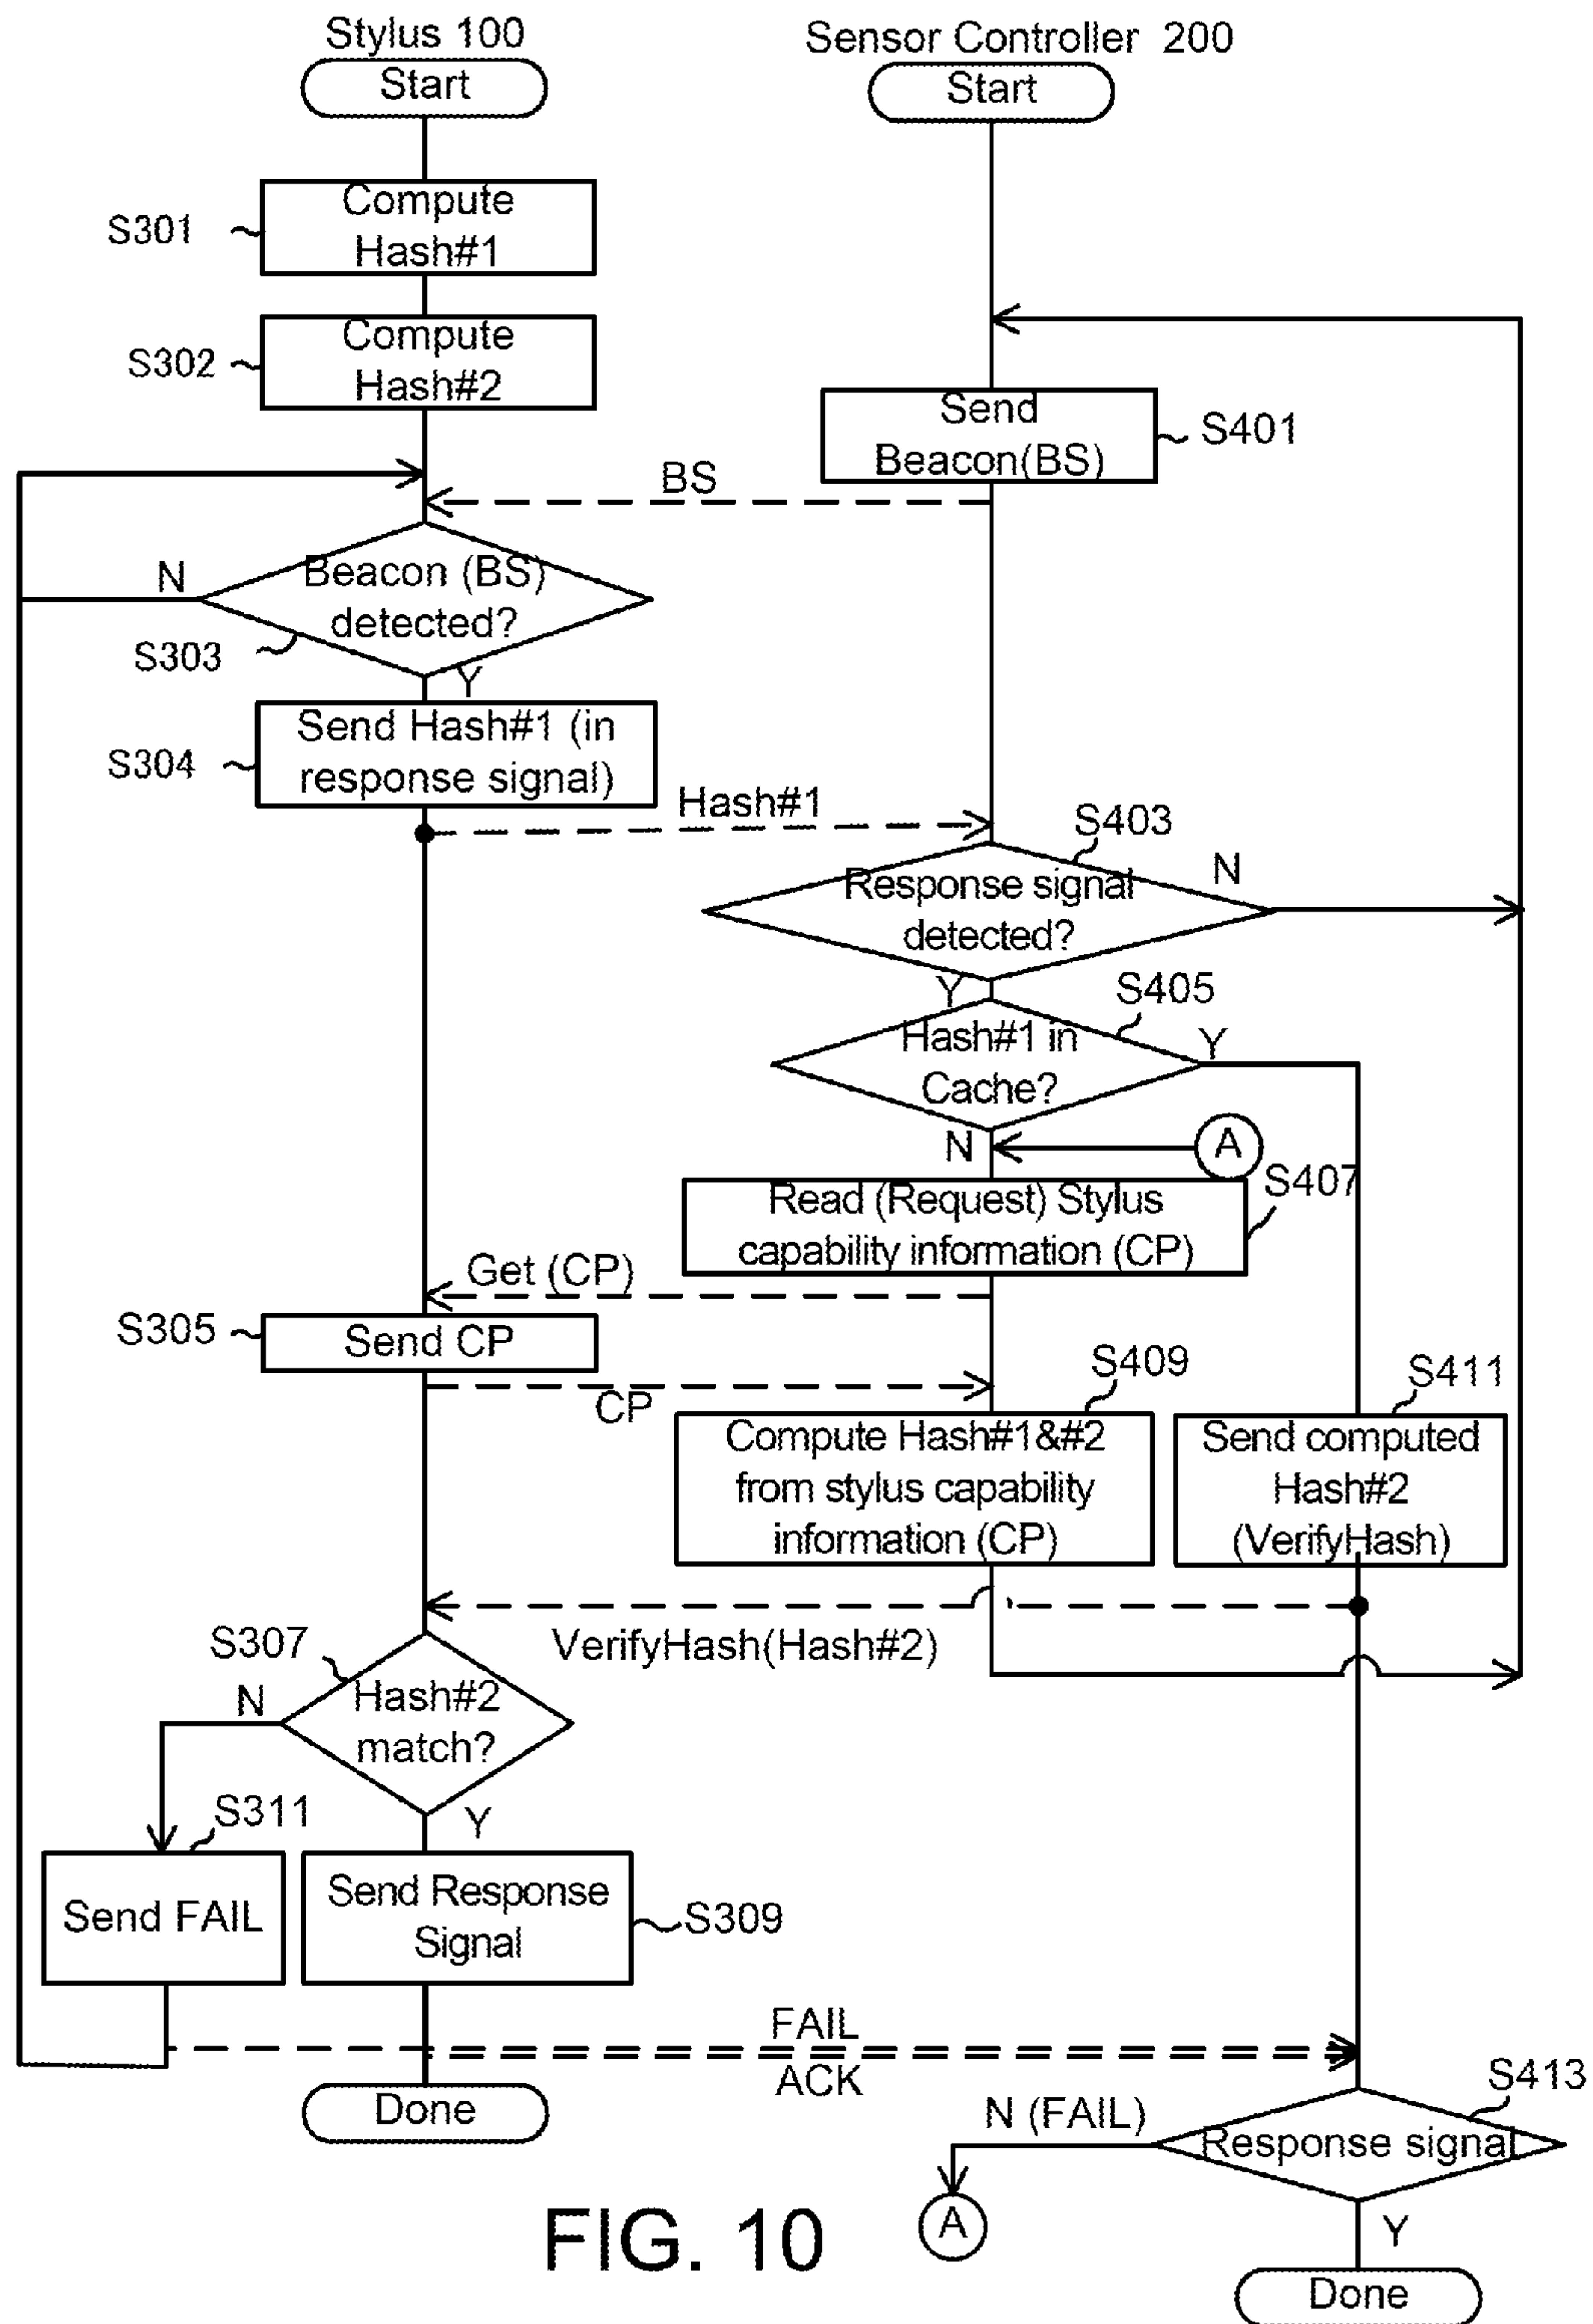 Stylus 100
Sensor Controller 200
Start
Start
S301
Compute
Hash#1
S302
Compute
Hash#2
Send
Beacon(BS)
S401
BS
N
Beacon (BS)
detected?
S303
Y
Send Hash#1 (in
response signal)
S304
Hash#1
S403
Response signal
detected?
N
Y
S405
Hash#1 in
Cache?
Y
N
A
S407
Read (Request) Stylus
capability information (CP)
Get (CP)
S305
Send CP
CP
S409
Compute Hash#1&#2
from stylus capability
information (CP)
S411
Send computed
Hash#2
(VerifyHash)
VerifyHash(Hash#2)
S307
N
Hash#2
match?
Y
S311
Send FAIL
Send Response
Signal
S309
FAIL
ACK
Done
S413
N (FAIL)
Response signal
A
Y
Done
FIG. 10